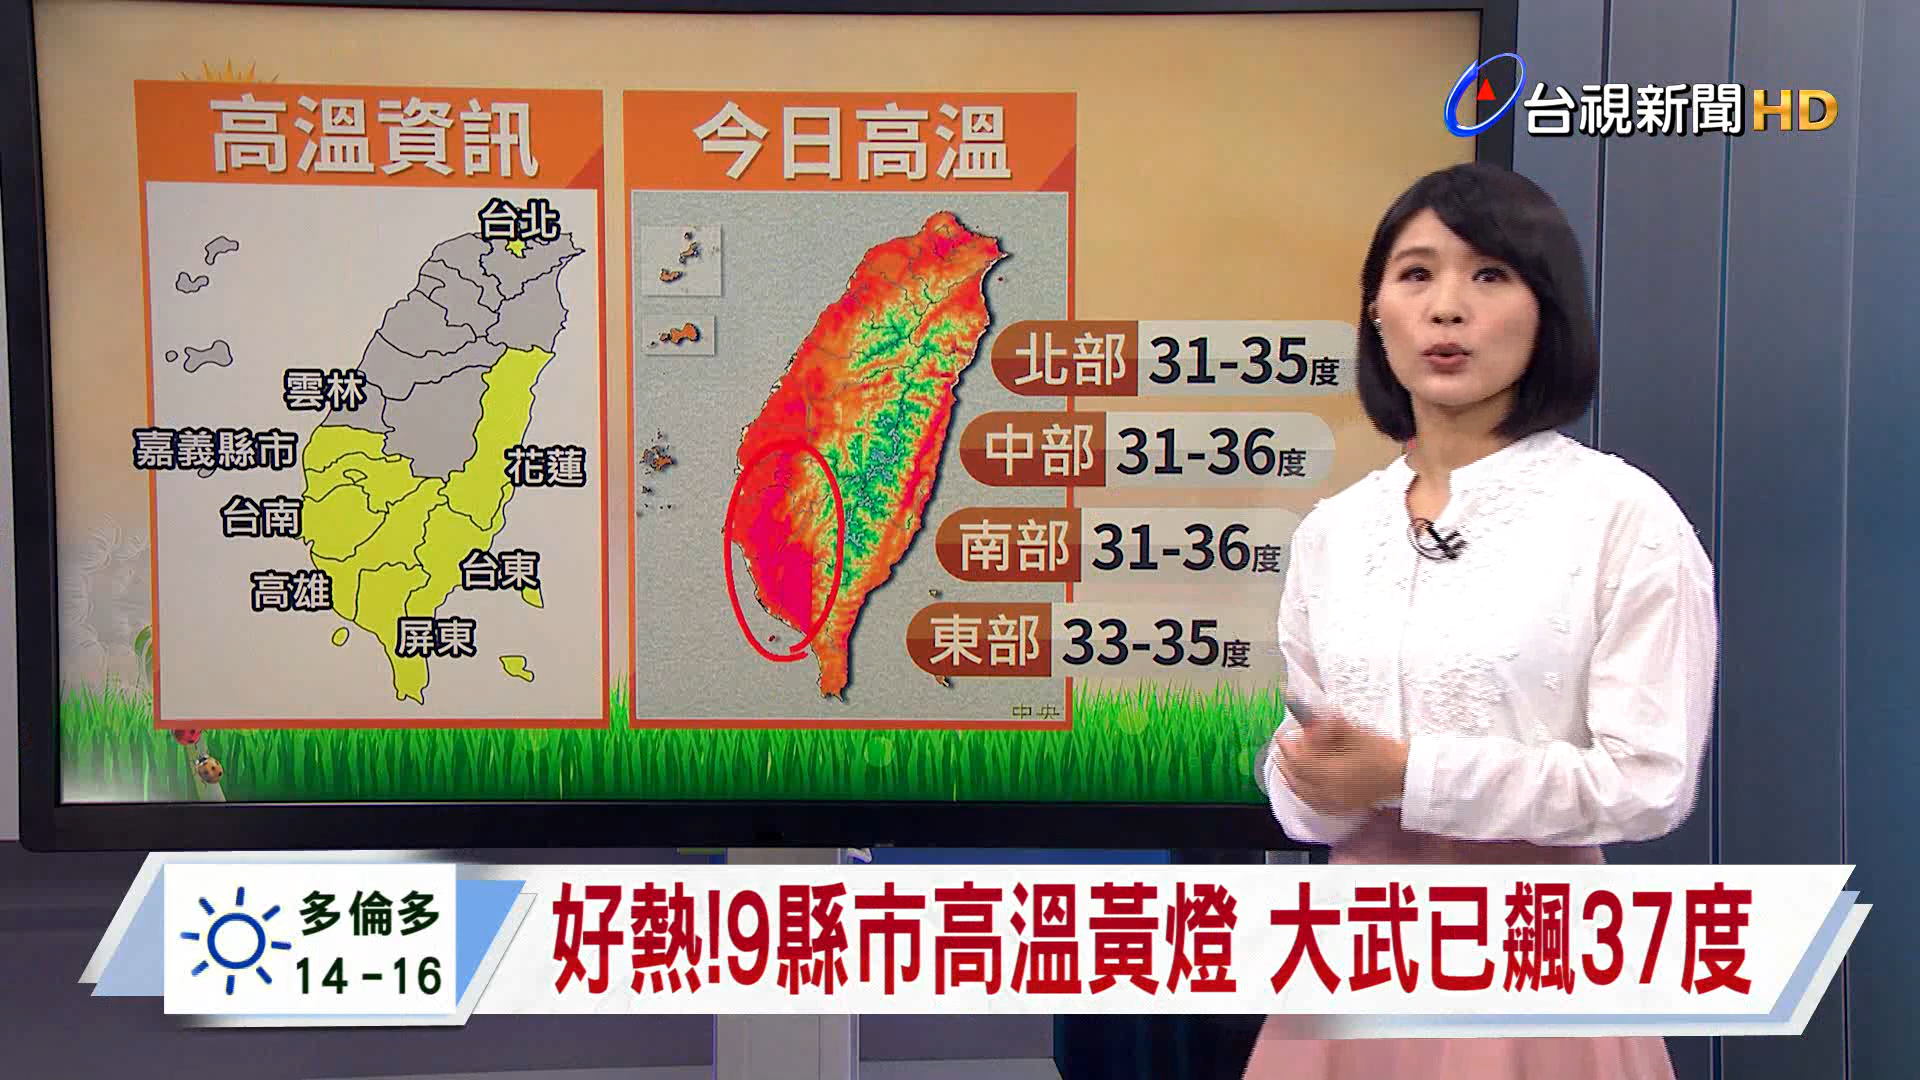 台視新聞HD
高溫資訊
台北
雲林
嘉義縣市
花蓮
台南
台東
高雄
屏東
今日高溫
北部 31-35度
中部 31-36度
南部 31-36度
東部 33-35度
中央
多倫多
14-16
好熱!9縣市高溫黃燈 大武已飆37度